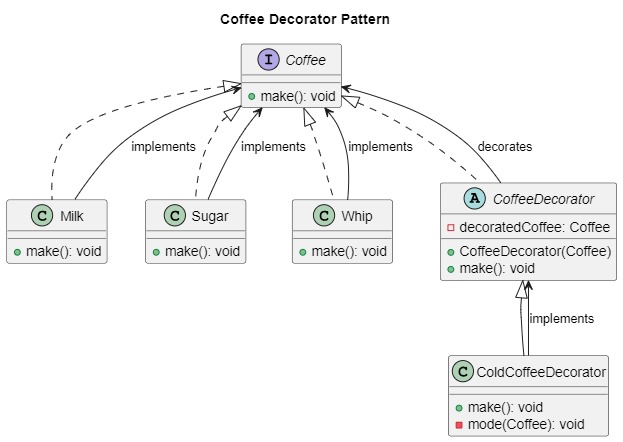 Coffee Decorator Pattern
I Coffee
make(): void
implements
implements
implements
decorates
C Milk
make(): void
C Sugar
make(): void
C Whip
make(): void
A CoffeeDecorator
decoratedCoffee: Coffee
CoffeeDecorator(Coffee)
make(): void
implements
C ColdCoffeeDecorator
make(): void
mode(Coffee): void